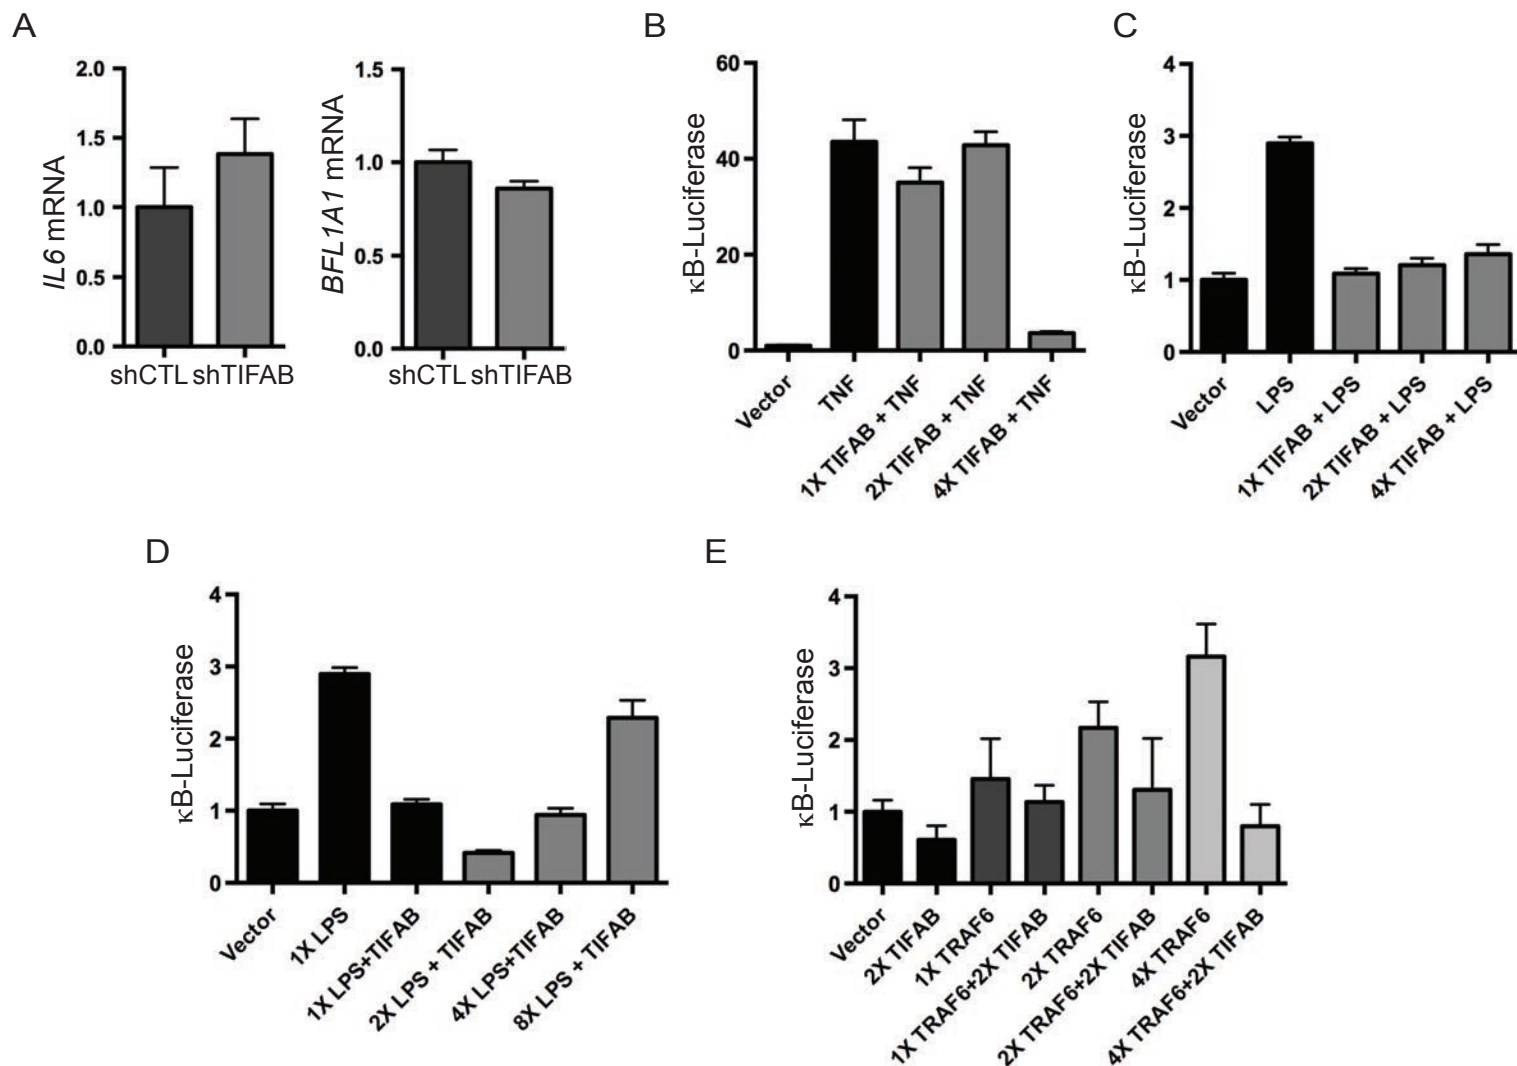 A
IL6 mRNA
2.0
1.5
1.0
0.5
0.0
shCTL shTIFAB
BFL1A1 mRNA
1.5
1.0
0.5
0.0
shCTL shTIFAB
B
κB-Luciferase
60
40
20
0
Vector
TNF
1X TIFAB + TNF
2X TIFAB + TNF
4X TIFAB + TNF
C
κB-Luciferase
4
3
2
1
0
Vector
LPS
1X TIFAB + LPS
2X TIFAB + LPS
4X TIFAB + LPS
D
κB-Luciferase
4
3
2
1
0
Vector
1X LPS
1X LPS+TIFAB
2X LPS + TIFAB
4X LPS+TIFAB
8X LPS + TIFAB
E
κB-Luciferase
4
3
2
1
0
Vector
2X TIFAB
1X TRAF6
1X TRAF6+2X TIFAB
2X TRAF6
2X TRAF6+2X TIFAB
4X TRAF6
4X TRAF6+2X TIFAB